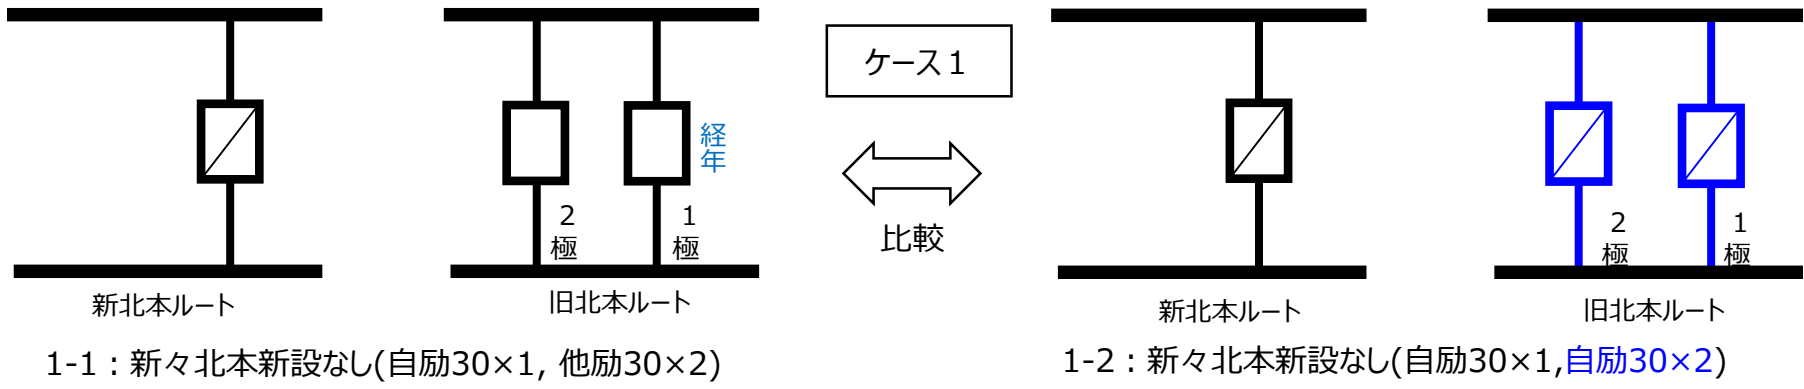 ケース１
経年
２極
１極
２極
１極
比較
新北本ルート
旧北本ルート
新北本ルート
旧北本ルート
1-1：新々北本新設なし(自励30×1, 他励30×2)
1-2：新々北本新設なし(自励30×1,自励30×2)